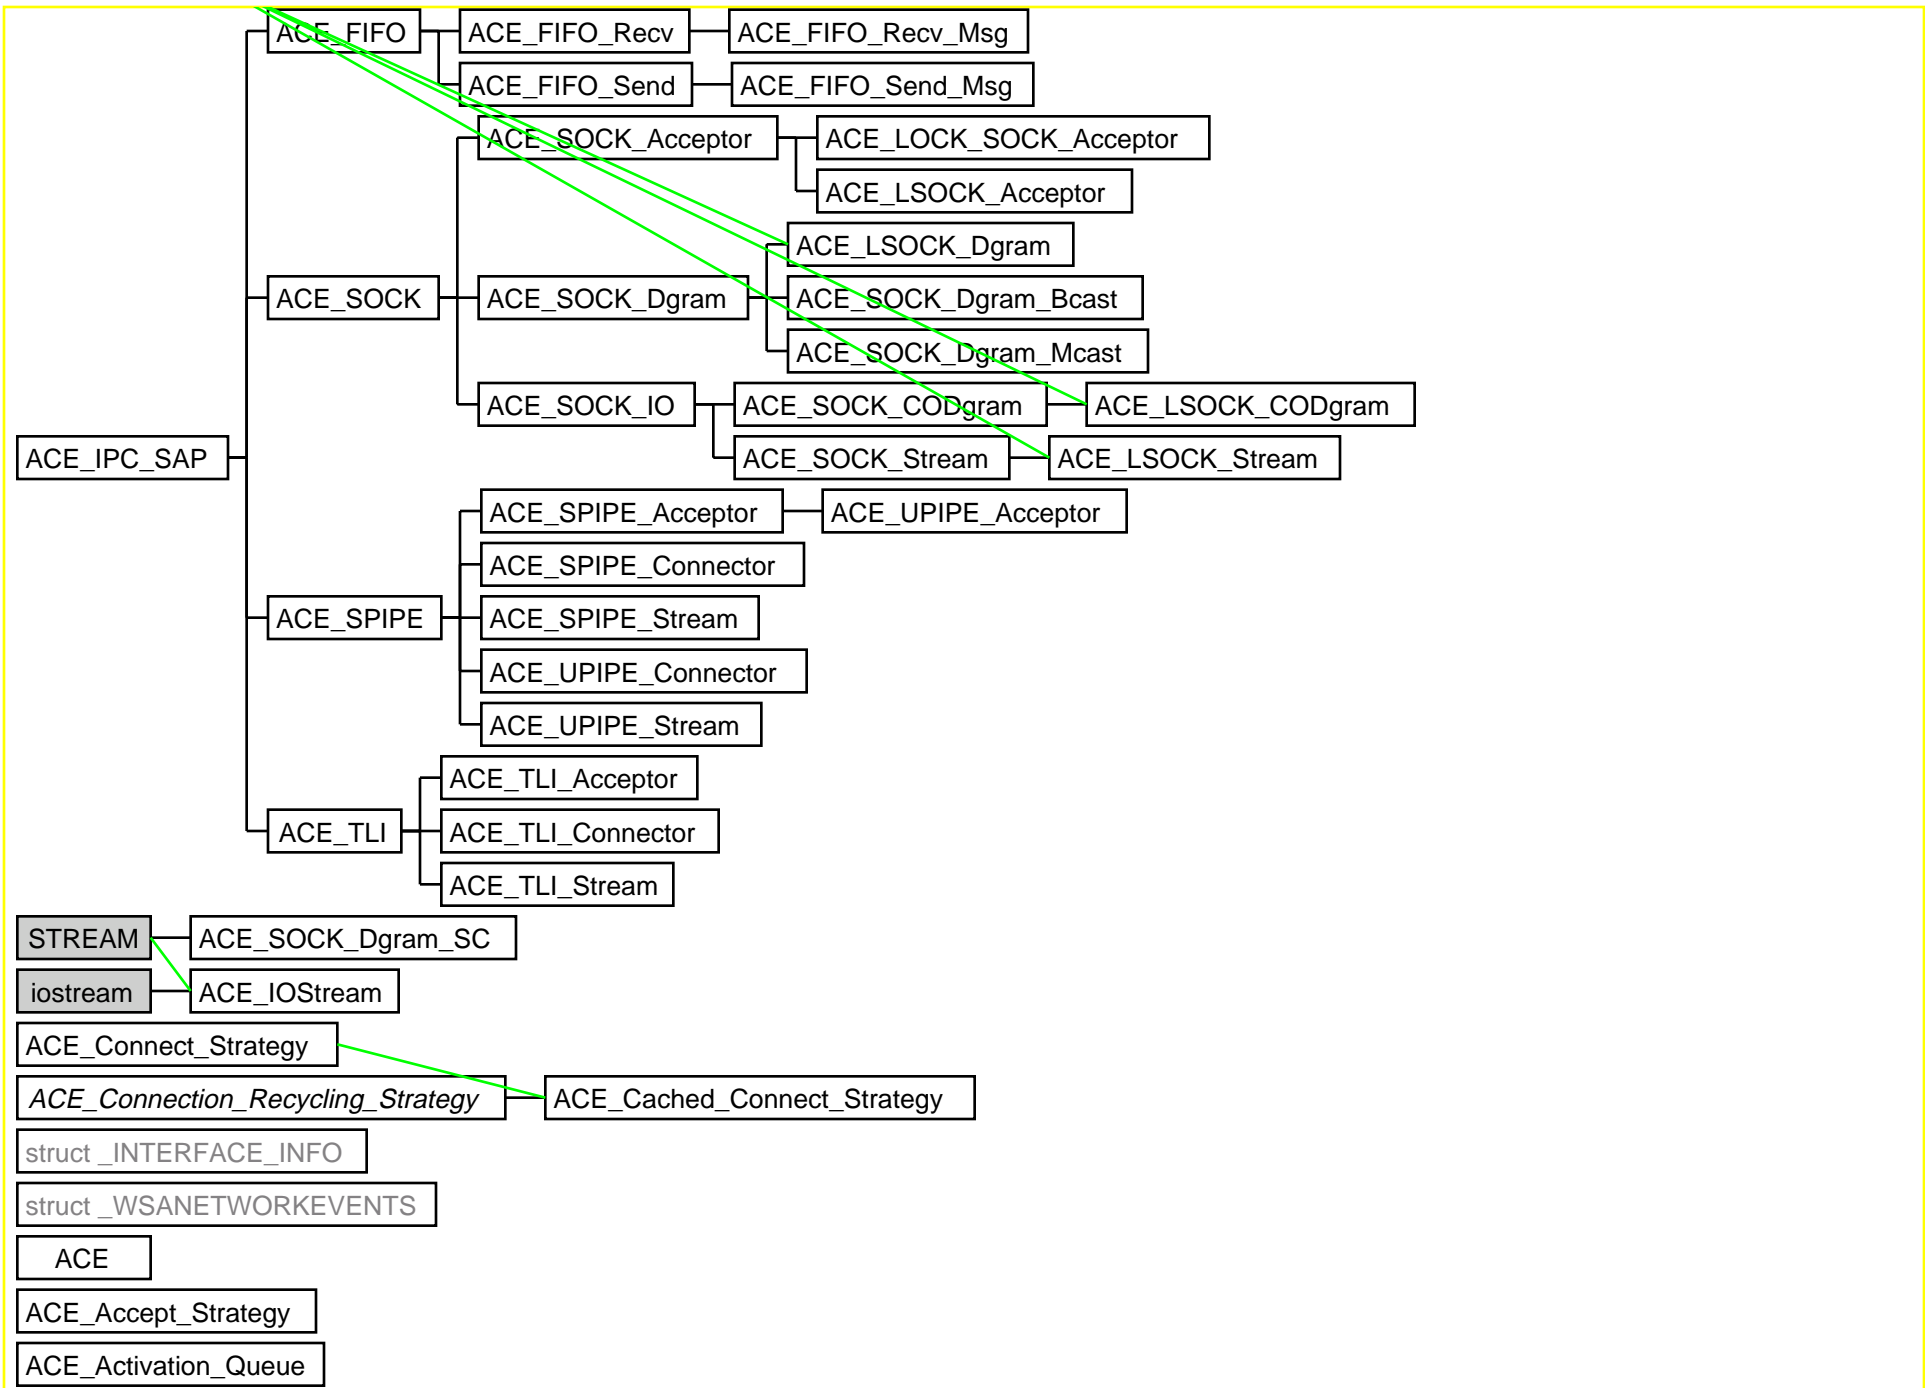 ACE_FIFO ACE_FIFO_Recv ACE_FIFO_Recv_Msg
ACE_FIFO_Send ACE_FIFO_Send_Msg
ACE_SOCK_Acceptor ACE_LOCK_SOCK_Acceptor
ACE_LSOCK_Acceptor
ACE_LSOCK_Dgram
ACE_SOCK ACE_SOCK_Dgram ACE_SOCK_Dgram_Bcast
ACE_SOCK_Dgram_Mcast
ACE_SOCK_IO ACE_SOCK_CODgram ACE_LSOCK_CODgram
ACE_IPC_SAP ACE_SOCK_Stream ACE_LSOCK_Stream
ACE_SPIPE_Acceptor ACE_UPIPE_Acceptor
ACE_SPIPE_Connector
ACE_SPIPE ACE_SPIPE_Stream
ACE_UPIPE_Connector
ACE_UPIPE_Stream
ACE_TLI_Acceptor
ACE_TLI ACE_TLI_Connector
ACE_TLI_Stream
STREAM ACE_SOCK_Dgram_SC
iostream ACE_IOStream
ACE_Connect_Strategy
ACE_Connection_Recycling_Strategy ACE_Cached_Connect_Strategy
struct _INTERFACE_INFO
struct _WSANETWORKEVENTS
ACE
ACE_Accept_Strategy
ACE_Activation_Queue